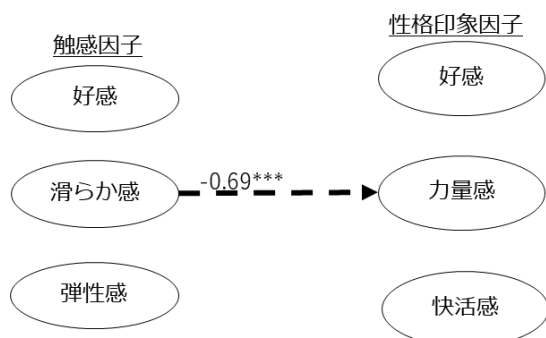 触感因子
好感
滑らか感
弾性感
-0.69***
性格印象因子
好感
力量感
快活感